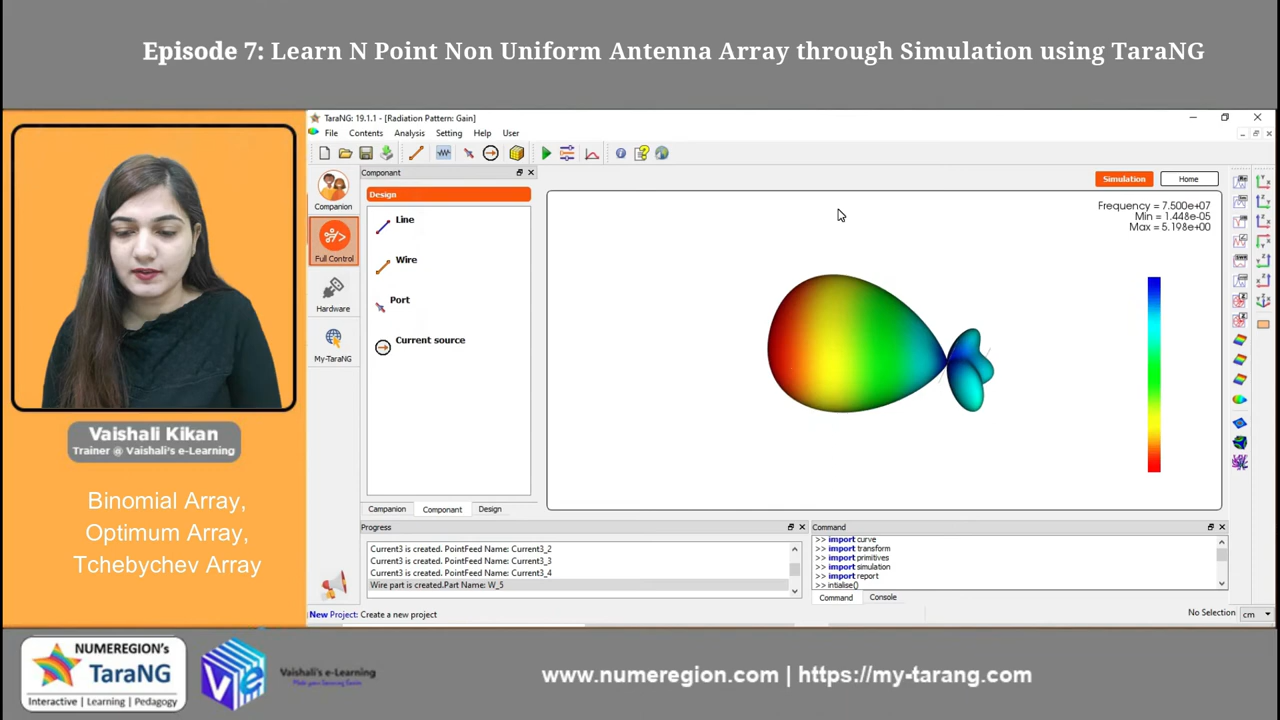 Episode 7: Learn N Point Non Uniform Antenna Array through Simulation using TaraNG
TaraNG: 19.1.1 - [Radiation Pattern: Gain]
File Contents Analysis Setting Help User
Companion
Full Control
Hardware
My-TaraNG
Componant
Design
Line
Wire
Port
Current source
Campanion Component Design
Simulation Home
Frequency = 7.500e+07
Min = 1.448e-05
Max = 5.198e+00
Progress
Current3 is created. PointFeed Name: Current3_2
Current3 is created. PointFeed Name: Current3_3
Current3 is created. PointFeed Name: Current3_4
Wire part is created.Part Name: W_5
Command
>> import curve
>> import transform
>> import primitives
>> import simulation
>> import report
>> intialise()
Command Console
New Project: Create a new project
No Selection cm
Vaishali Kikan
Trainer @ Vaishali's e-Learning
Binomial Array,
Optimum Array,
Tchebychev Array
NUMEREGION'S
TaraNG
Interactive | Learning | Pedagogy
Vaishali's e-Learning
www.numeregion.com | https://my-tarang.com